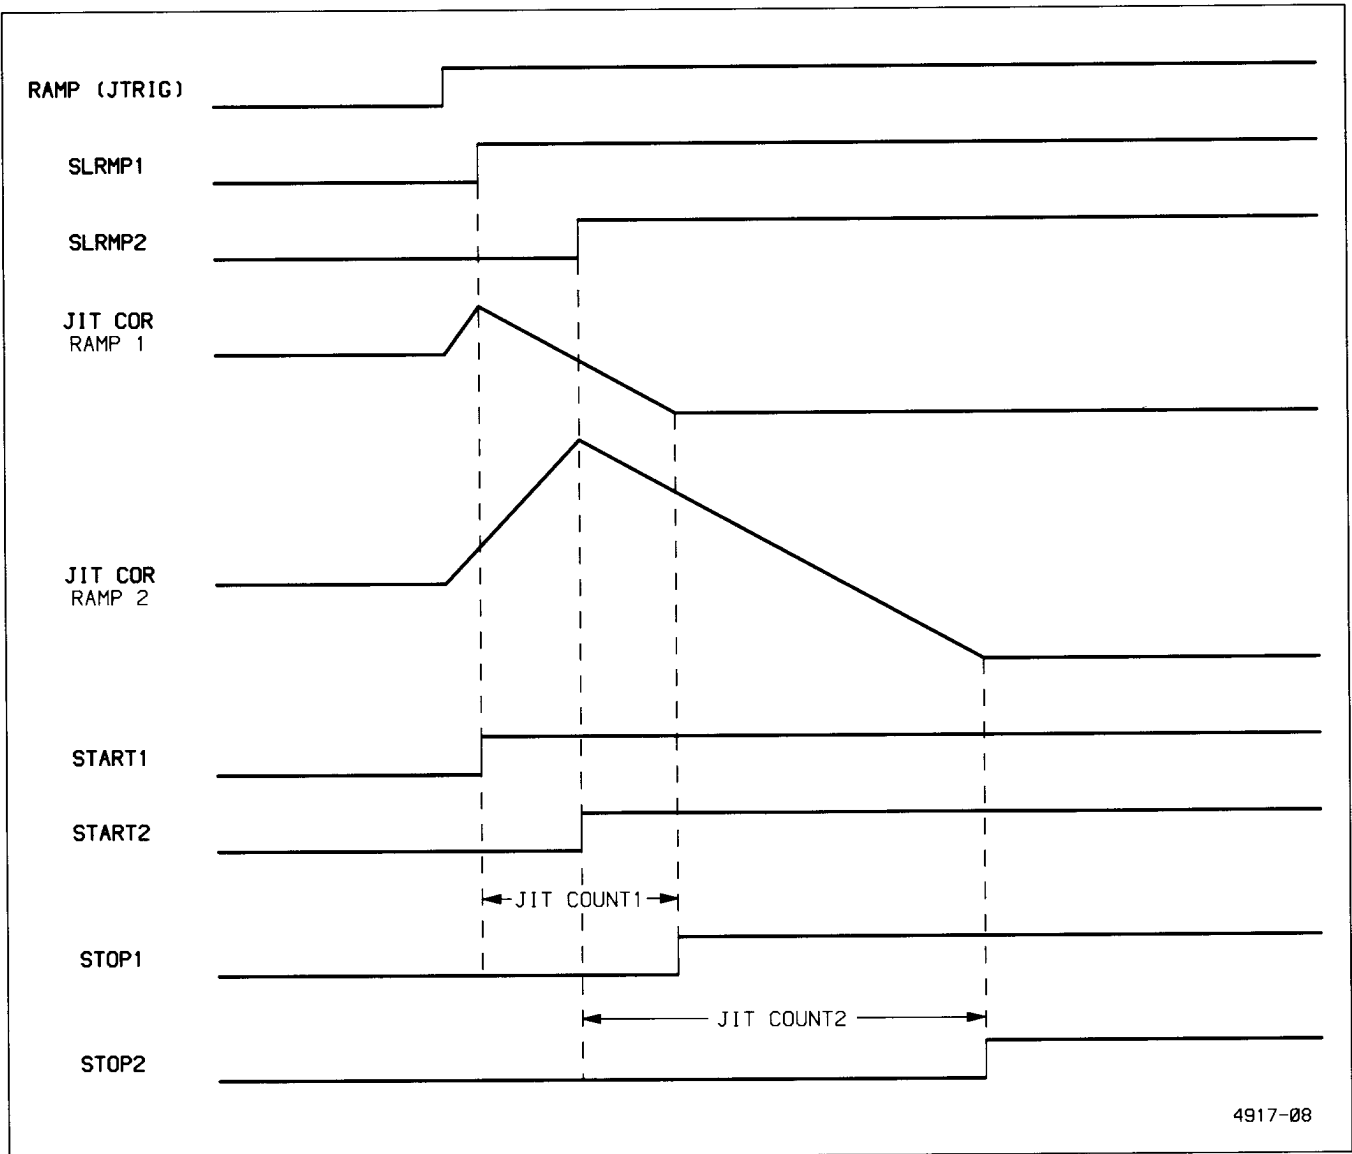 RAMP (JTRIG)
SLRMP1
SLRMP2
JIT COR
RAMP 1
JIT COR
RAMP 2
START1
START2
JIT COUNT1
STOP1
JIT COUNT2
STOP2
4917-08